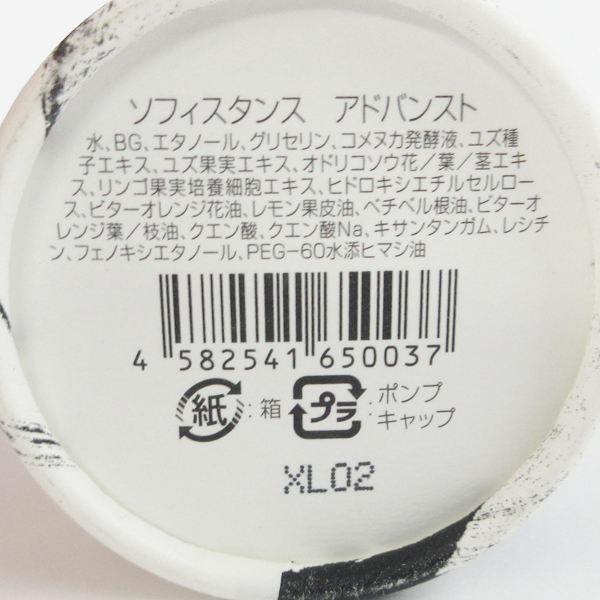 ソフィスタンス　アドバンスト
水、BG、エタノール、グリセリン、コメヌカ発酵液、ユズ種
子エキス、ユズ果実エキス、オドリコソウ花／葉／茎エキ
ス、リンゴ果実培養細胞エキス、ヒドロキシエチルセルロー
ス、ビターオレンジ花油、レモン果皮油、ベチベル根油、ビターオ
レンジ葉／枝油、クエン酸、クエン酸Na、キサンタンガム、レシチ
ン、フェノキシエタノール、PEG-60水添ヒマシ油
4 582541 650037
紙 :箱 プラ :ポンプ
キャップ
XL02